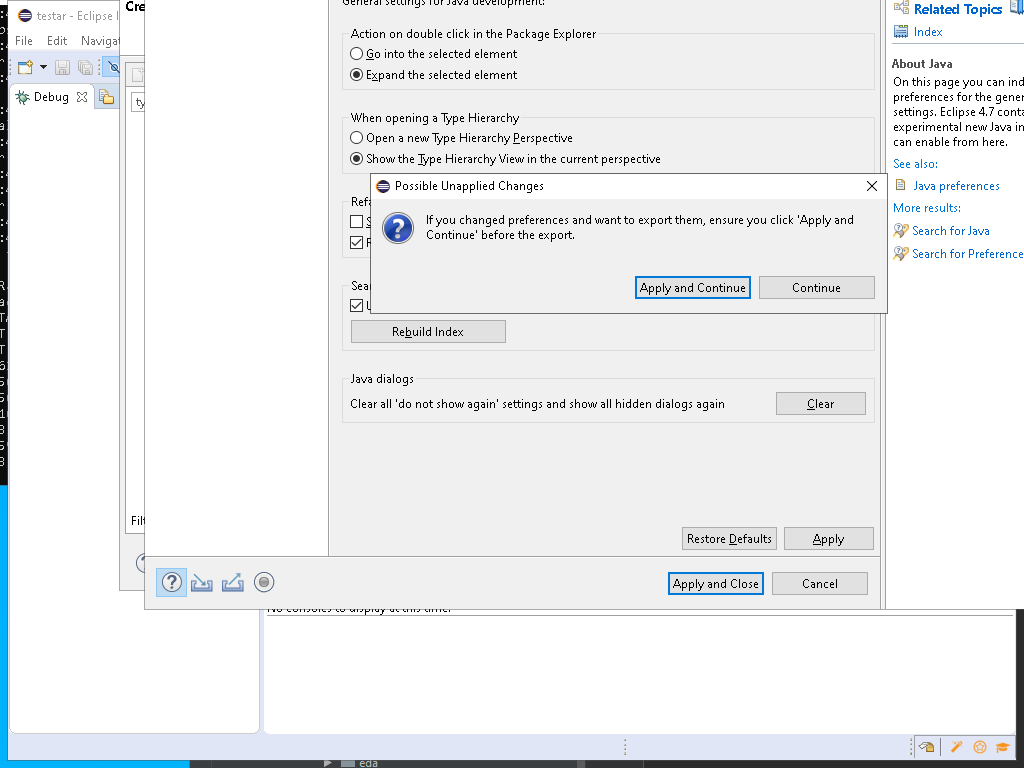 testar - Eclipse I
File Edit Navigat
Debug
Cre
ty
Filt
General settings for Java development:
Action on double click in the Package Explorer
Go into the selected element
Expand the selected element
When opening a Type Hierarchy
Open a new Type Hierarchy Perspective
Show the Type Hierarchy View in the current perspective
Refa
Sear
Rebuild Index
Java dialogs
Clear all 'do not show again' settings and show all hidden dialogs again
Clear
Restore Defaults
Apply
Apply and Close
Cancel
Possible Unapplied Changes
If you changed preferences and want to export them, ensure you click 'Apply and
Continue' before the export.
Apply and Continue
Continue
Related Topics
Index
About Java
On this page you can ind
preferences for the gener
settings. Eclipse 4.7 conta
experimental new Java in
can enable from here.
See also:
Java preferences
More results:
Search for Java
Search for Preference
No consoles to display at this time.
eda